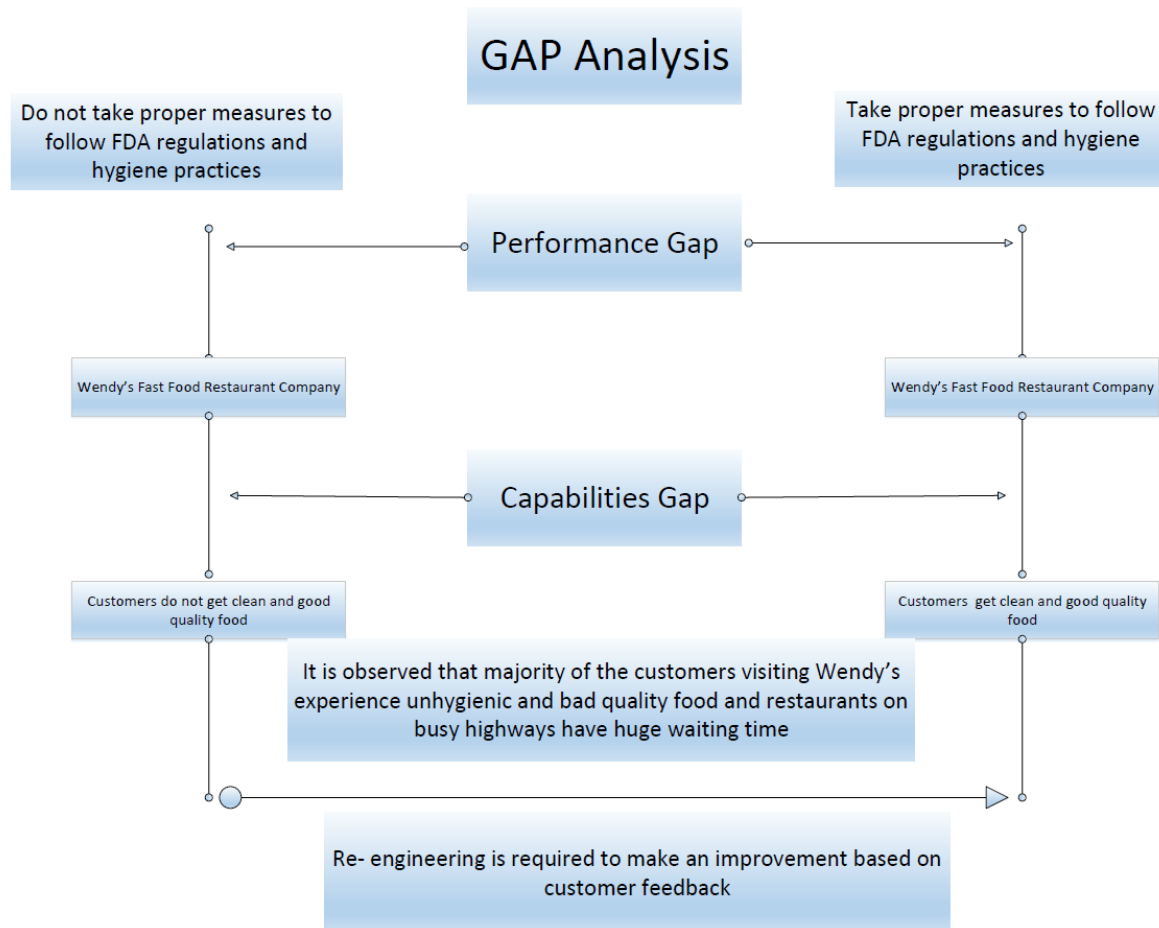 GAP Analysis
Do not take proper measures to
follow FDA regulations and
hygiene practices
Take proper measures to follow
FDA regulations and hygiene
practices
Performance Gap
Wendy’s Fast Food Restaurant Company
Wendy’s Fast Food Restaurant Company
Capabilities Gap
Customers do not get clean and good
quality food
Customers  get clean and good quality
food
It is observed that majority of the customers visiting Wendy’s
experience unhygienic and bad quality food and restaurants on
busy highways have huge waiting time
Re- engineering is required to make an improvement based on
customer feedback